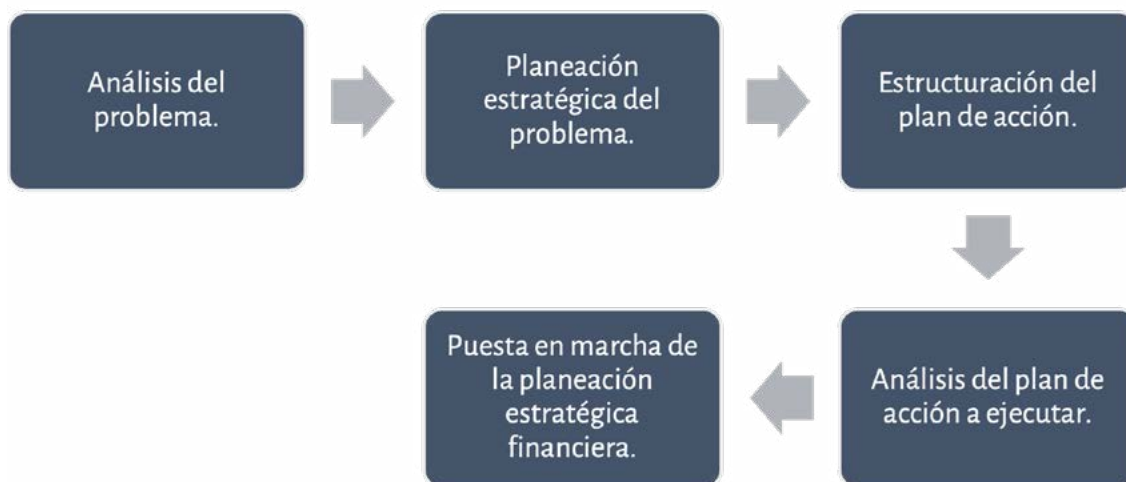 Análisis del
problema.
Planeación
estratégica del
problema.
Estructuración del
plan de acción.
Análisis del plan de
acción a ejecutar.
Puesta en marcha de
la planeación
estratégica
financiera.